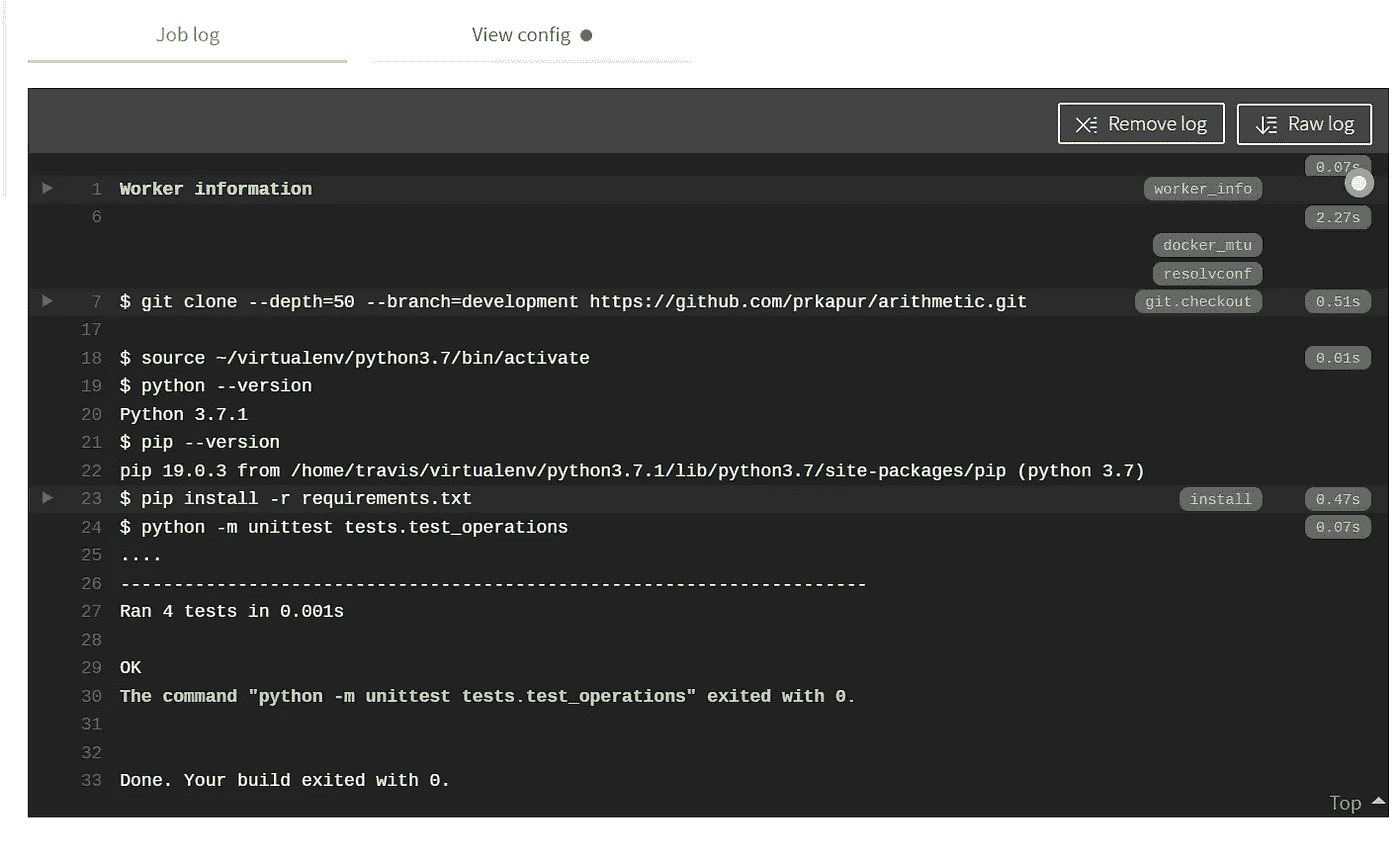 Job log View config
Remove log Raw log
0.07s
1 Worker information worker_info
6 2.27s
docker_mtu
resolvconf
7 $ git clone --depth=50 --branch=development https://github.com/prkapur/arithmetic.git git.checkout 0.51s
17
18 $ source ~/virtualenv/python3.7/bin/activate 0.01s
19 $ python --version
20 Python 3.7.1
21 $ pip --version
22 pip 19.0.3 from /home/travis/virtualenv/python3.7.1/lib/python3.7/site-packages/pip (python 3.7)
23 $ pip install -r requirements.txt install 0.47s
24 $ python -m unittest tests.test_operations 0.07s
25 ....
26 ----------------------------------------------------------------------
27 Ran 4 tests in 0.001s
28
29 OK
30 The command "python -m unittest tests.test_operations" exited with 0.
31
32
33 Done. Your build exited with 0.
Top